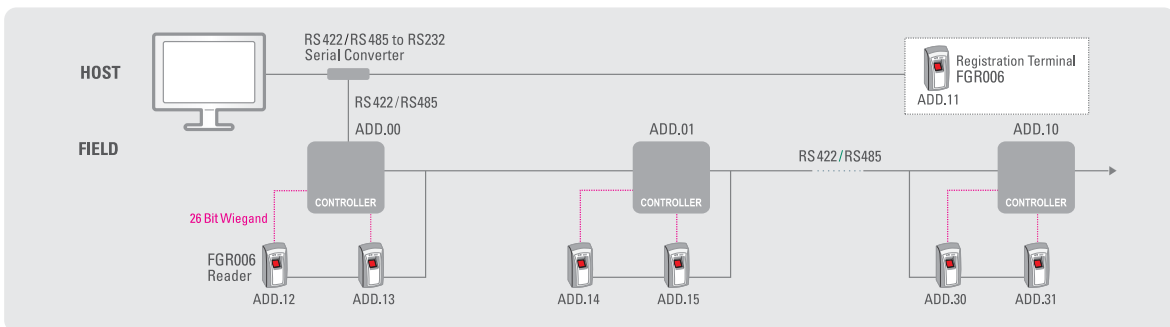 RS422/RS485 to RS232
Serial Converter
HOST
Registration Terminal
FGR006
ADD.11
RS422/RS485
ADD.00
ADD.01
ADD.10
FIELD
RS422/RS485
CONTROLLER
CONTROLLER
CONTROLLER
26 Bit Wiegand
FGR006
Reader
ADD.12
ADD.13
ADD.14
ADD.15
ADD.30
ADD.31